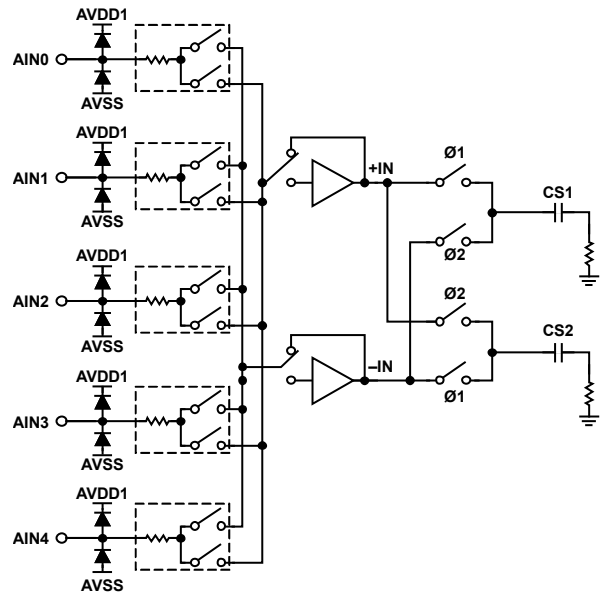 AVDD1
AIN0
AVSS
AVDD1
AIN1
AVSS
AVDD1
AIN2
AVSS
AVDD1
AIN3
AVSS
AVDD1
AIN4
AVSS
+IN
–IN
Ø1
Ø2
Ø2
Ø1
CS1
CS2